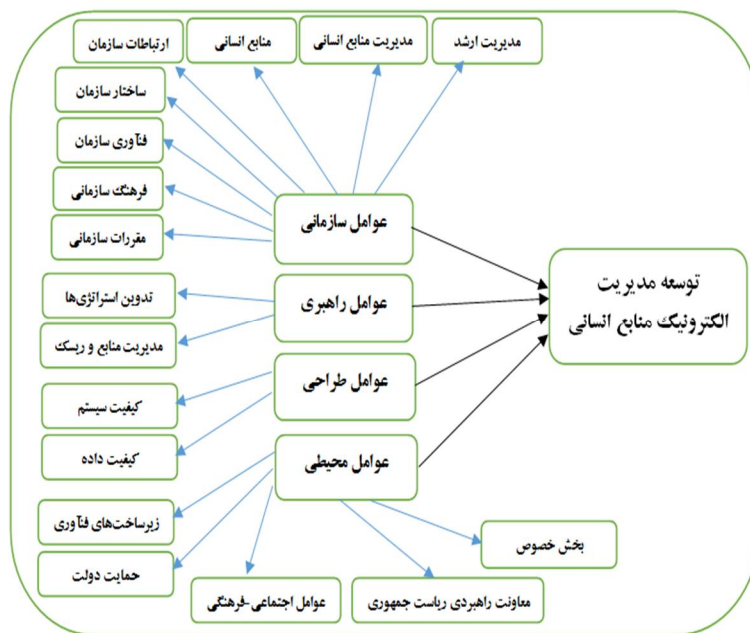 مدیریت ارشد
مدیریت منابع انسانی
منابع انسانی
ارتباطات سازمان
ساختار سازمان
فنآوری سازمان
فرهنگ سازمانی
مقررات سازمانی
عوامل سازمانی
توسعه مدیریت
الکترونیک منابع انسانی
عوامل راهبری
تدوین استراتژی‌ها
مدیریت منابع و ریسک
عوامل طراحی
کیفیت سیستم
کیفیت داده
عوامل محیطی
زیرساخت‌های فنآوری
حمایت دولت
عوامل اجتماعی-فرهنگی
معاونت راهبردی ریاست جمهوری
بخش خصوص